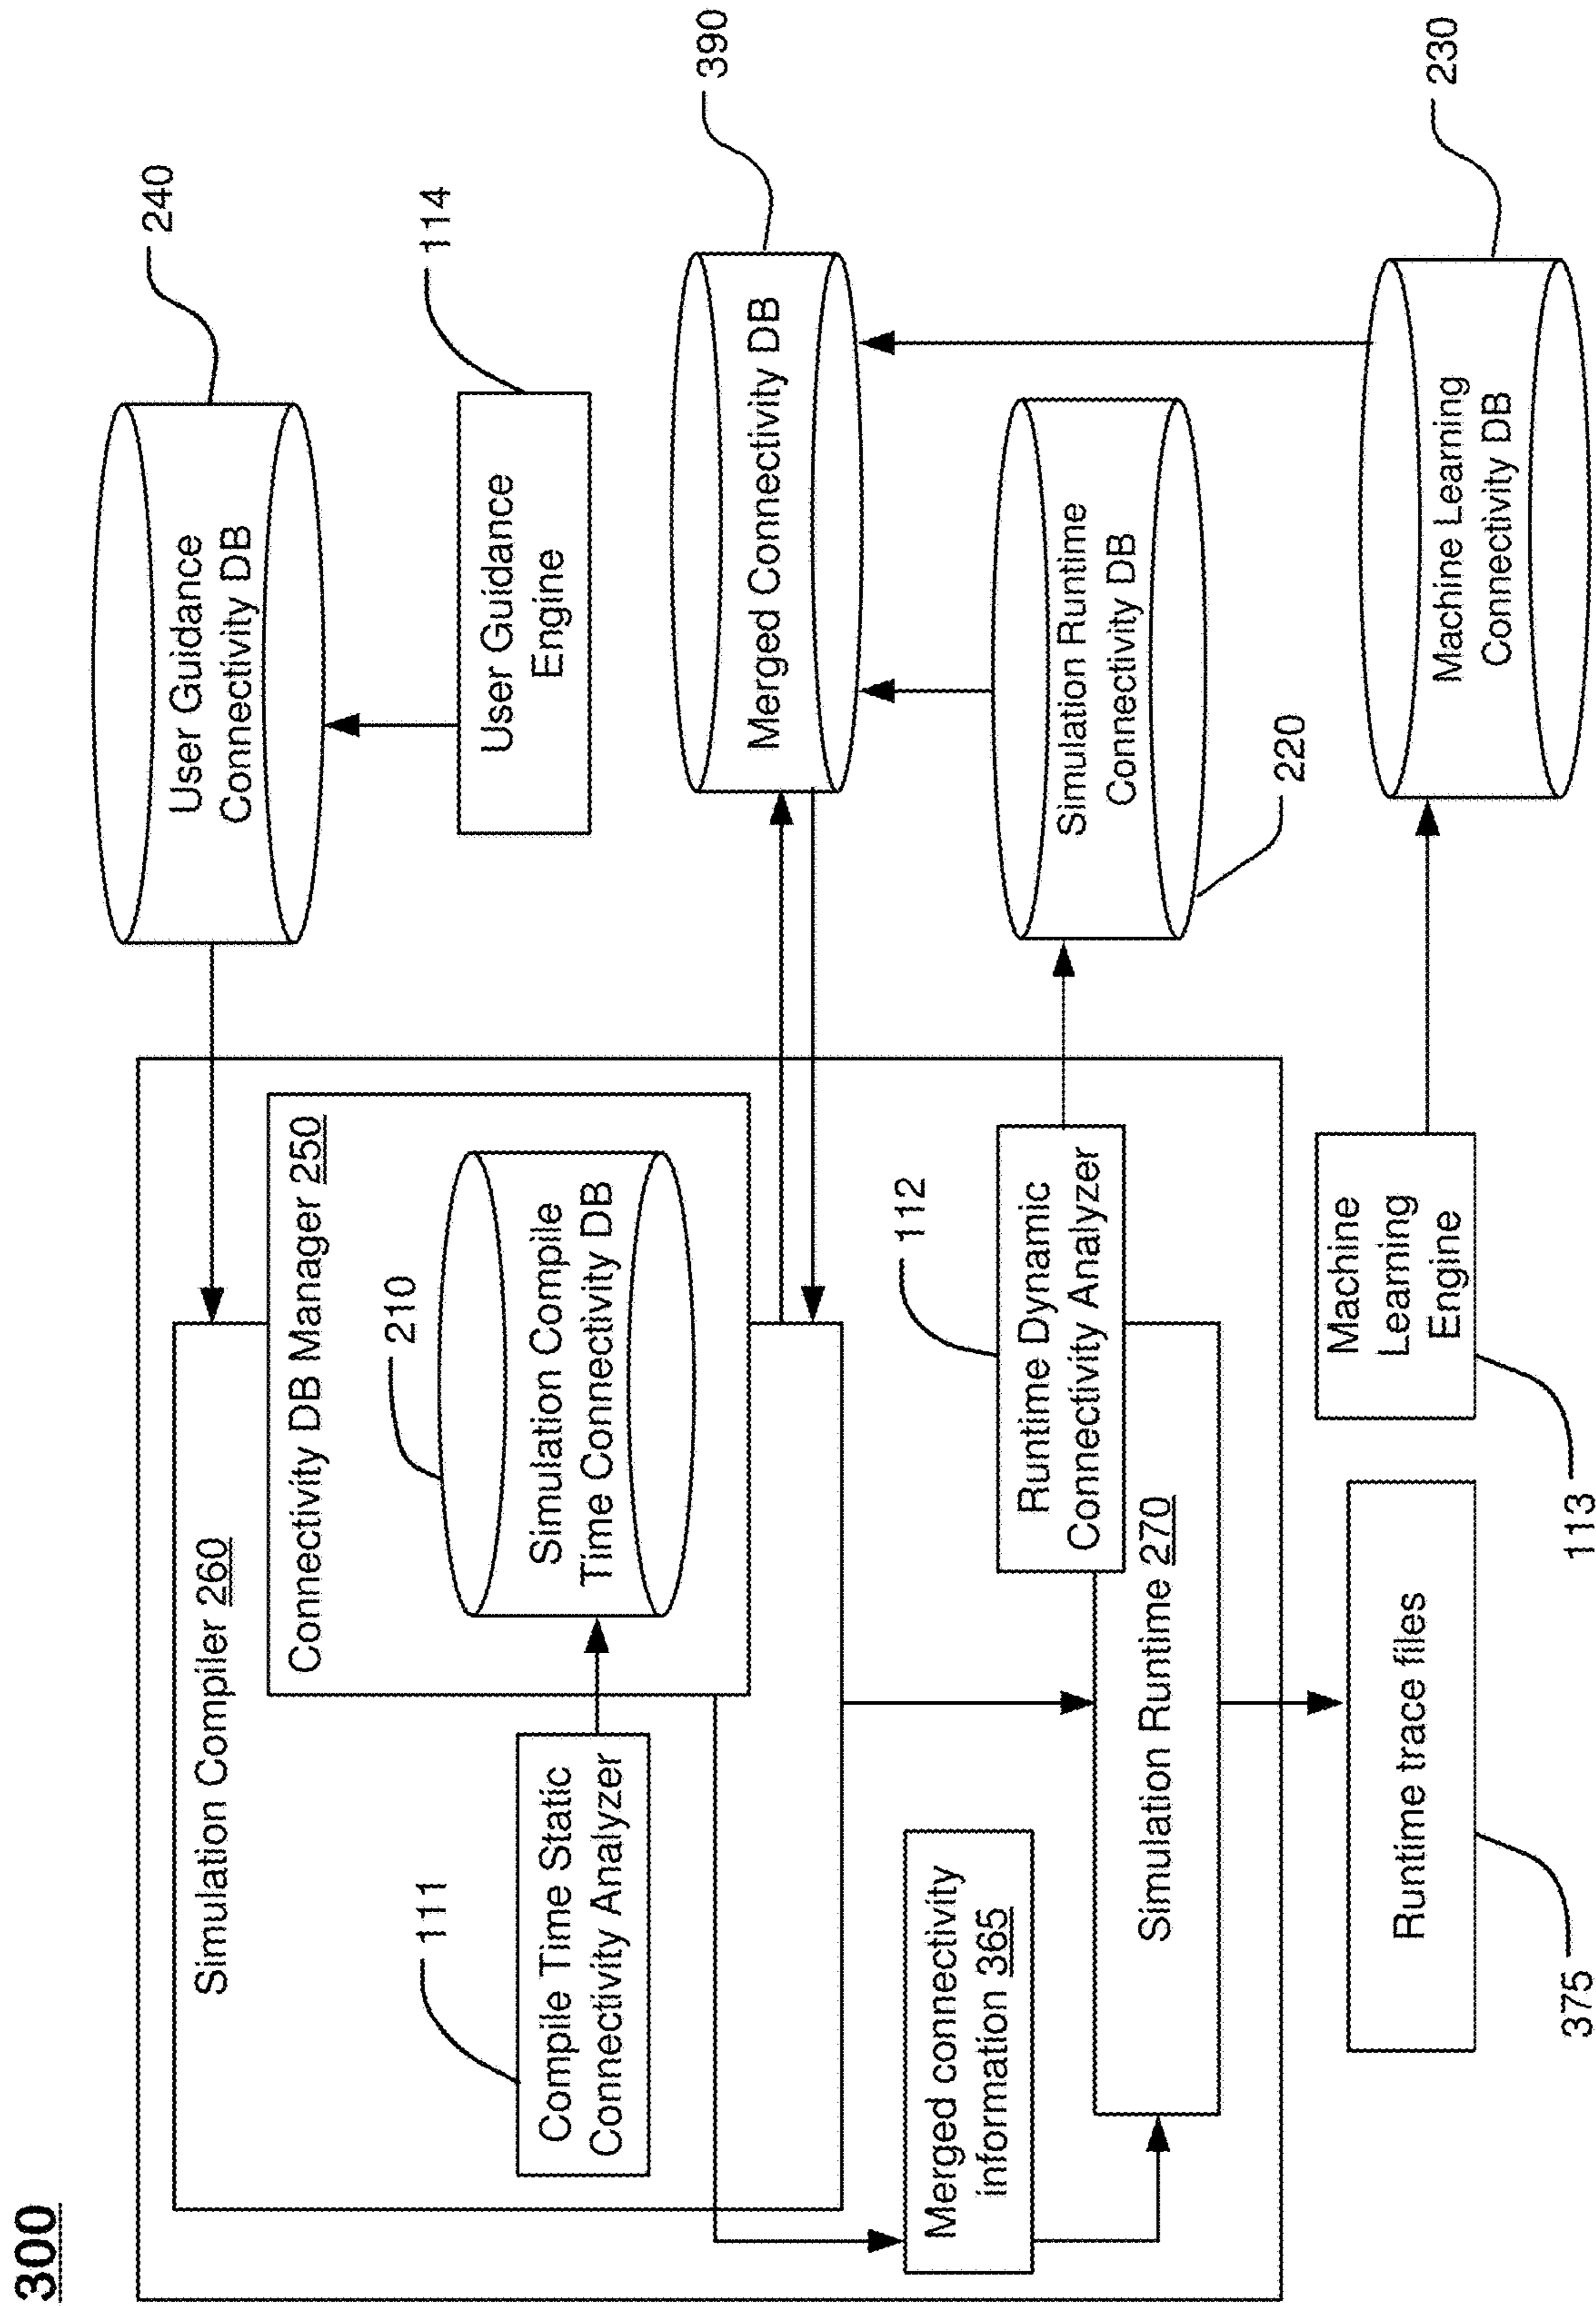 300
Simulation Compiler 260
Connectivity DB Manager 250
210
Simulation Compile
Time Connectivity DB
111
Compile Time Static
Connectivity Analyzer
Merged connectivity
information 365
112
Runtime Dynamic
Connectivity Analyzer
Simulation Runtime 270
Runtime trace files
375
Machine
Learning
Engine
113
240
User Guidance
Connectivity DB
114
User Guidance
Engine
390
Merged Connectivity DB
Simulation Runtime
Connectivity DB
220
230
Machine Learning
Connectivity DB